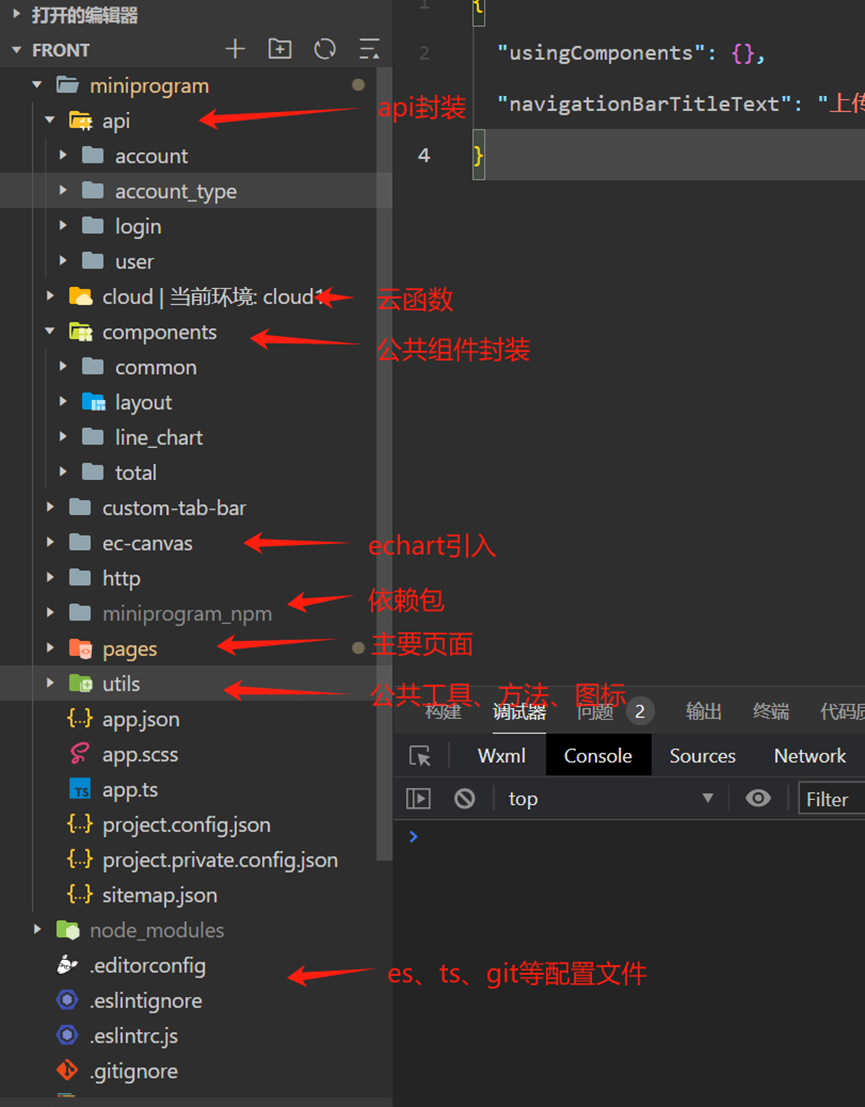 打开的编辑器
FRONT
miniprogram
api
api封装
account
account_type
login
user
cloud | 当前环境: cloud1
云函数
components
公共组件封装
common
layout
line_chart
total
custom-tab-bar
ec-canvas
echart引入
http
miniprogram_npm
依赖包
pages
主要页面
utils
公共工具、方法、图标
app.json
app.scss
app.ts
project.config.json
project.private.config.json
sitemap.json
node_modules
.editorconfig
es、ts、git等配置文件
.eslintignore
.eslintrc.js
.gitignore
1 {
2 "usingComponents": {},
"navigationBarTitleText": "上传
4 }
构建 调试器 问题 2 输出 终端 代码质
Wxml Console Sources Network
top Filter